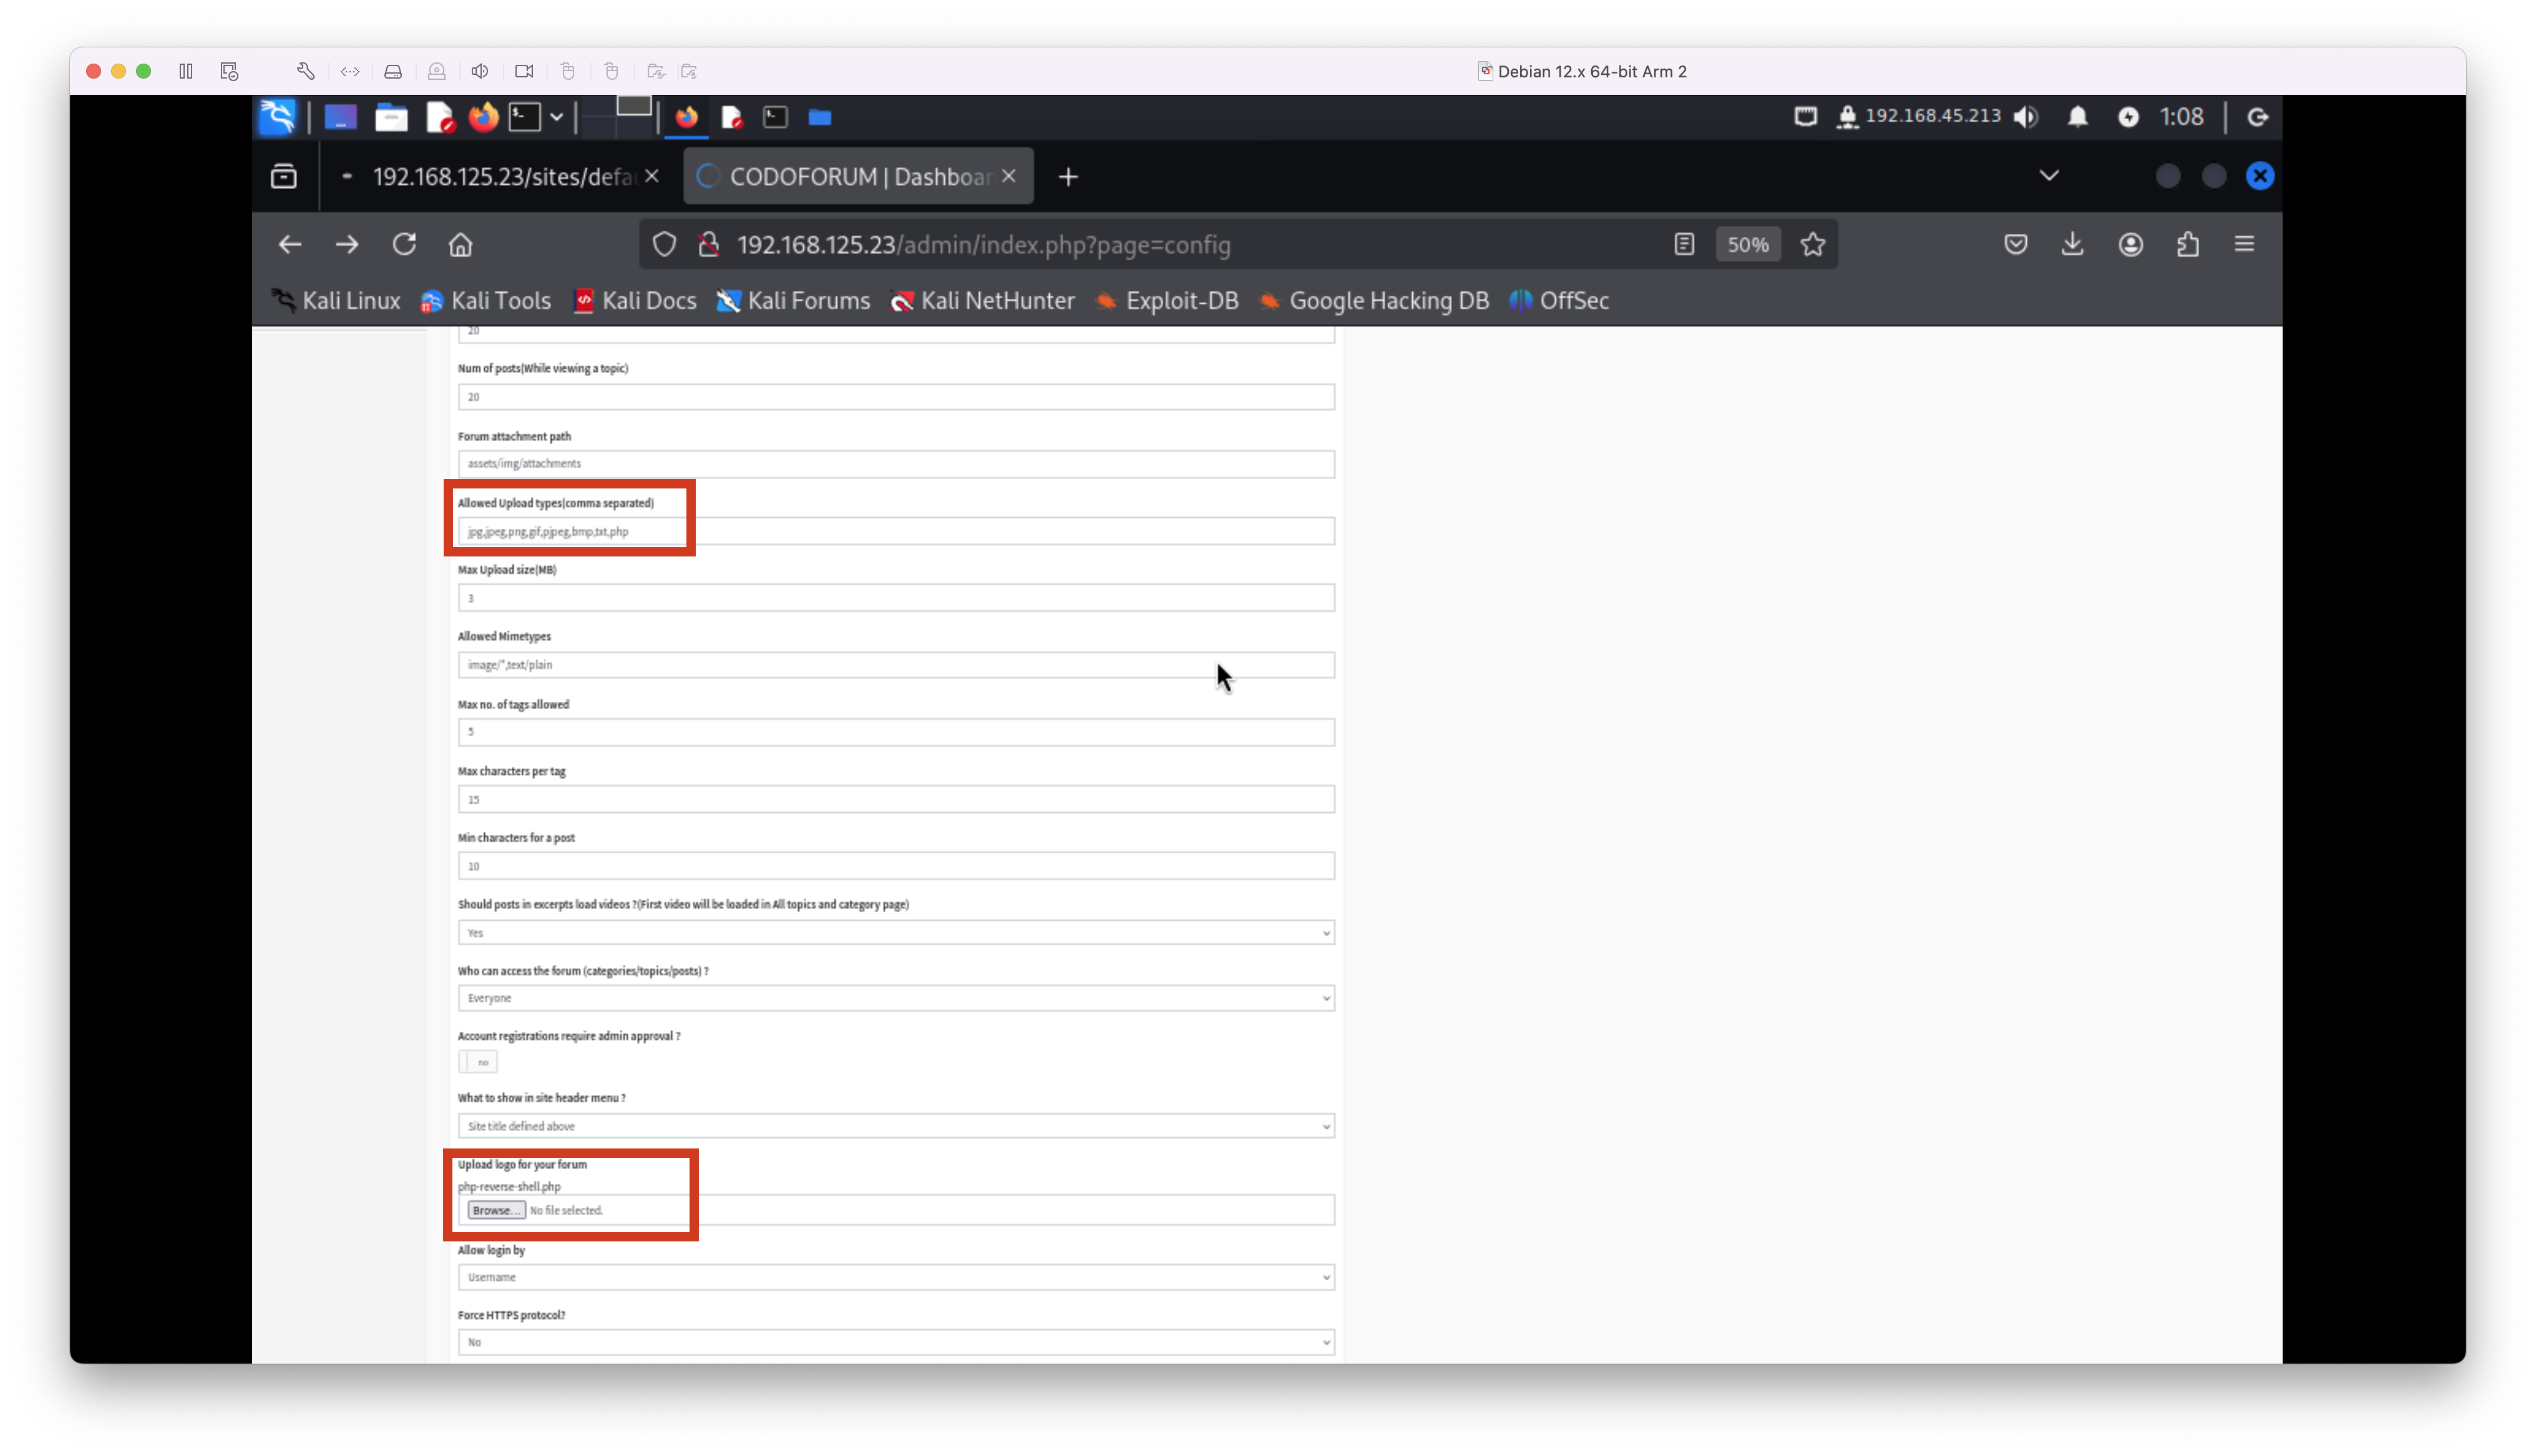 Debian 12.x 64-bit Arm 2
192.168.45.213
1:08
192.168.125.23/sites/defau
CODOFORUM | Dashboar
192.168.125.23/admin/index.php?page=config
50%
Kali Linux
Kali Tools
Kali Docs
Kali Forums
Kali NetHunter
Exploit-DB
Google Hacking DB
OffSec
20
Num of posts(While viewing a topic)
20
Forum attachment path
assets/img/attachments
Allowed Upload types(comma separated)
jpg,jpeg,png,gif,pjpeg,bmp,txt,php
Max Upload size(MB)
3
Allowed Mimetypes
image/*,text/plain
Max no. of tags allowed
5
Max characters per tag
15
Min characters for a post
10
Should posts in excerpts load videos ?(First video will be loaded in All topics and category page)
Yes
Who can access the forum (categories/topics/posts) ?
Everyone
Account registrations require admin approval ?
no
What to show in site header menu ?
Site title defined above
Upload logo for your forum
php-reverse-shell.php
Browse... No file selected.
Allow login by
Username
Force HTTPS protocol?
No